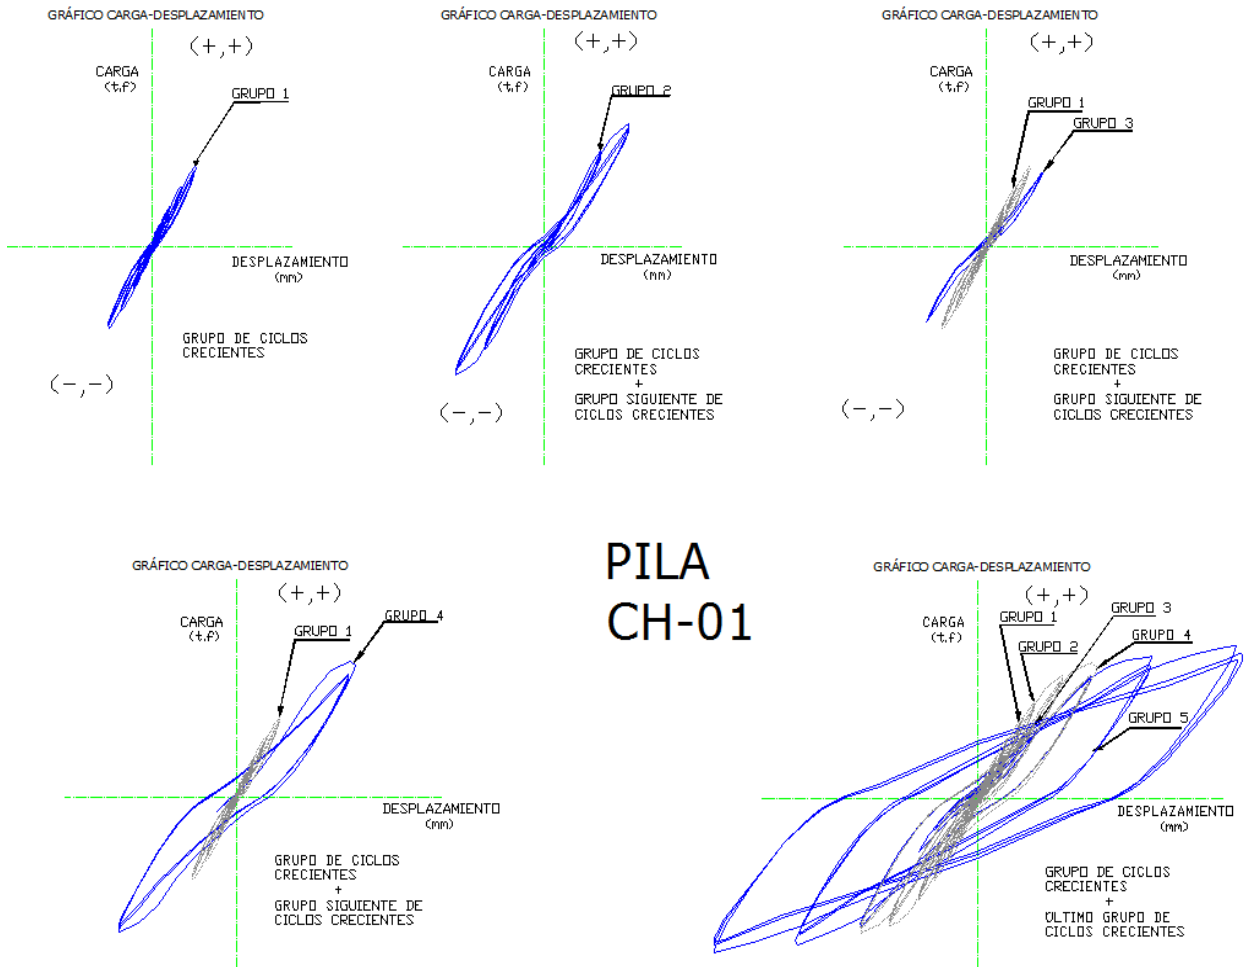 GRÁFICO CARGA-DESPLAZAMIENTO
(+,+)
CARGA
(t.f)
GRUPO 1
DESPLAZAMIENTO
(mm)
GRUPO DE CICLOS
CRECIENTES
(-,-)
GRÁFICO CARGA-DESPLAZAMIENTO
(+,+)
CARGA
(t.f)
GRUPO 2
DESPLAZAMIENTO
(mm)
GRUPO DE CICLOS
CRECIENTES
+
GRUPO SIGUIENTE DE
CICLOS CRECIENTES
(-,-)
GRÁFICO CARGA-DESPLAZAMIENTO
(+,+)
CARGA
(t.f)
GRUPO 1
GRUPO 3
DESPLAZAMIENTO
(mm)
GRUPO DE CICLOS
CRECIENTES
+
GRUPO SIGUIENTE DE
CICLOS CRECIENTES
(-,-)
GRÁFICO CARGA-DESPLAZAMIENTO
(+,+)
CARGA
(t.f)
GRUPO 1
GRUPO 4
DESPLAZAMIENTO
(mm)
GRUPO DE CICLOS
CRECIENTES
+
GRUPO SIGUIENTE DE
CICLOS CRECIENTES
PILA
CH-01
GRÁFICO CARGA-DESPLAZAMIENTO
(+,+)
CARGA
(t.f)
GRUPO 1
GRUPO 2
GRUPO 3
GRUPO 4
GRUPO 5
DESPLAZAMIENTO
(mm)
GRUPO DE CICLOS
CRECIENTES
+
ÚLTIMO GRUPO DE
CICLOS CRECIENTES